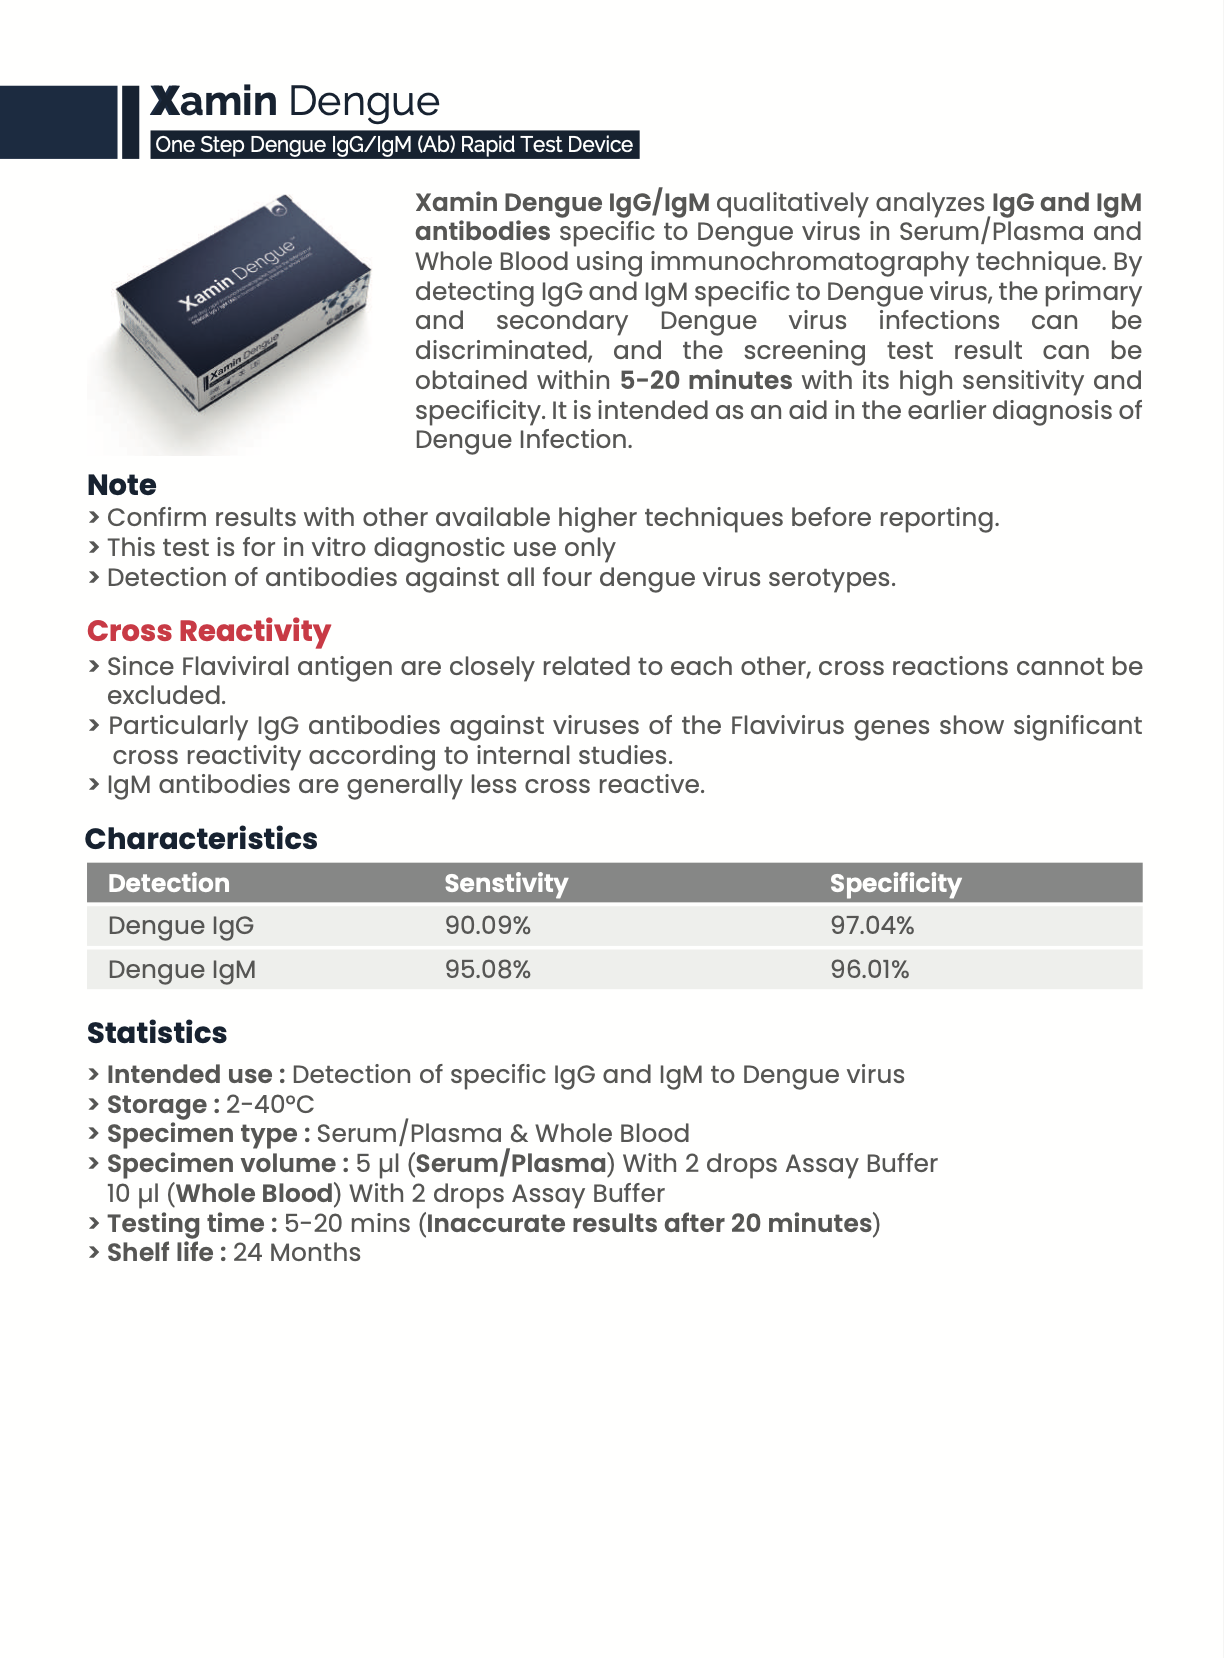 Xamin Dengue
One Step Dengue IgG/IgM (Ab) Rapid Test Device
Xamin Dengue™
Xamin Dengue
Xamin Dengue IgG/IgM qualitatively analyzes IgG and IgM
antibodies specific to Dengue virus in Serum/Plasma and
Whole Blood using immunochromatography technique. By
detecting IgG and IgM specific to Dengue virus, the primary
and secondary Dengue virus infections can be
discriminated, and the screening test result can be
obtained within 5-20 minutes with its high sensitivity and
specificity. It is intended as an aid in the earlier diagnosis of
Dengue Infection.
Note
> Confirm results with other available higher techniques before reporting.
> This test is for in vitro diagnostic use only
> Detection of antibodies against all four dengue virus serotypes.
Cross Reactivity
> Since Flaviviral antigen are closely related to each other, cross reactions cannot be
excluded.
> Particularly IgG antibodies against viruses of the Flavivirus genes show significant
cross reactivity according to internal studies.
> IgM antibodies are generally less cross reactive.
Characteristics
Detection Senstivity Specificity
Dengue IgG 90.09% 97.04%
Dengue IgM 95.08% 96.01%
Statistics
> Intended use : Detection of specific IgG and IgM to Dengue virus
> Storage : 2-40°C
> Specimen type : Serum/Plasma & Whole Blood
> Specimen volume : 5 µl (Serum/Plasma) With 2 drops Assay Buffer
10 µl (Whole Blood) With 2 drops Assay Buffer
> Testing time : 5-20 mins (Inaccurate results after 20 minutes)
> Shelf life : 24 Months